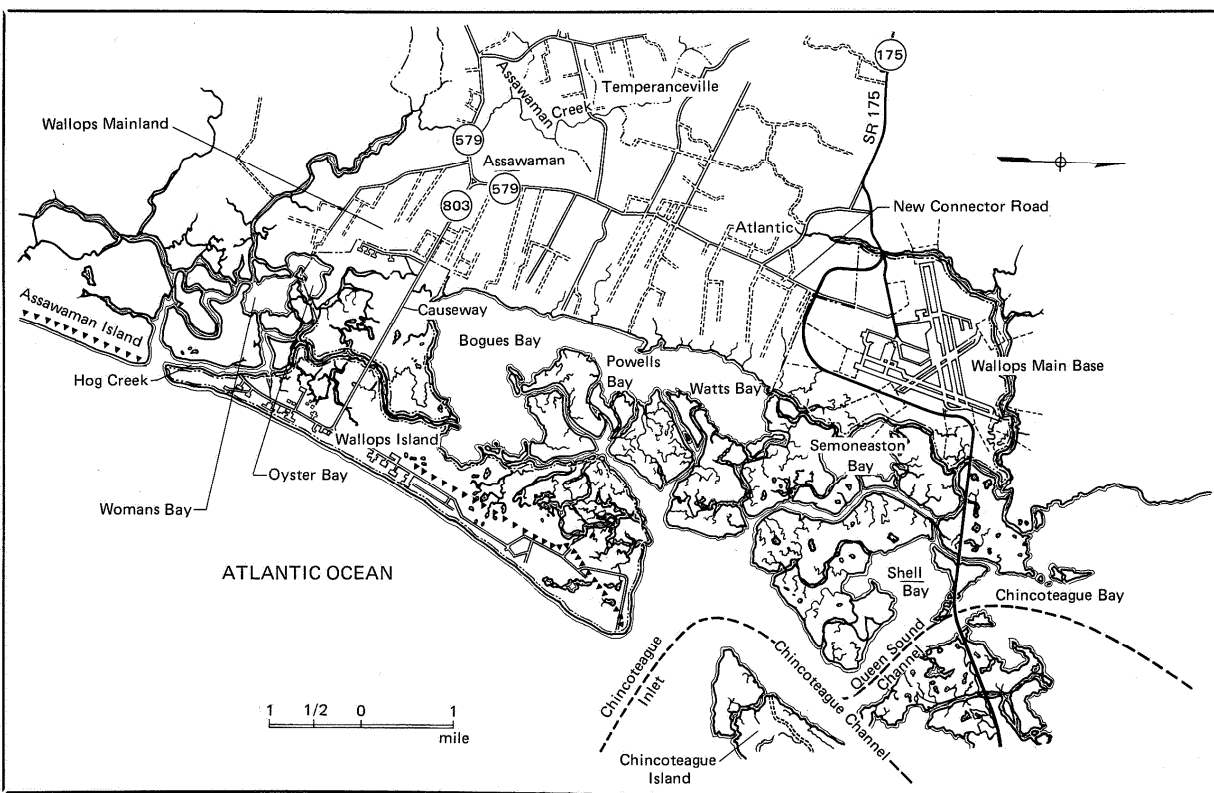 175
SR 175
Temperanceville
Assawaman
Creek
Wallops Mainland
579
Assawaman
579
803
New Connector Road
Atlantic
Causeway
Assawaman Island
Bogues Bay
Powells
Bay
Watts Bay
Wallops Main Base
Hog Creek
Wallops Island
Semoneaston
Bay
Oyster Bay
Womans Bay
ATLANTIC OCEAN
Shell
Bay
Chincoteague Bay
Queen Sound
Channel
Chincoteague
Inlet
Chincoteague Channel
1 1/2 0 1
mile
Chincoteague
Island